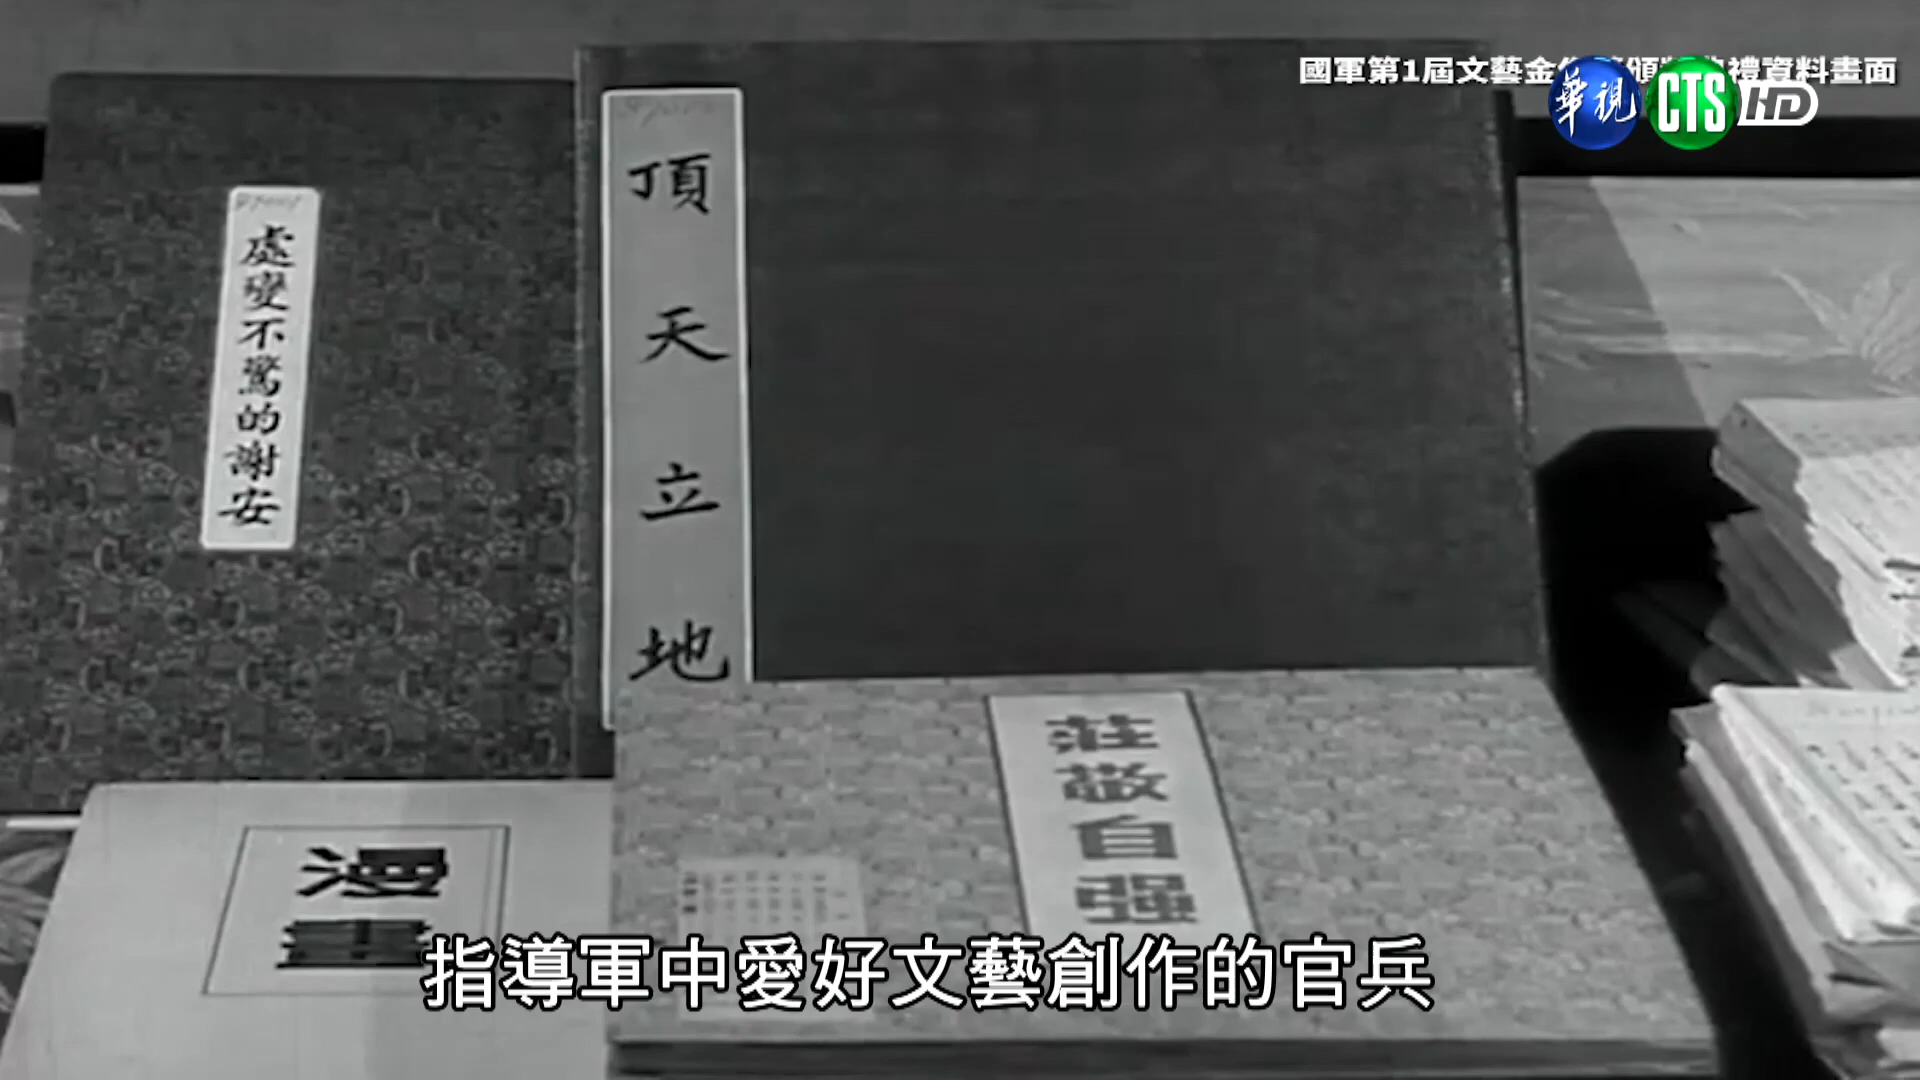 國軍第1屆文藝金
禮資料畫面
華視
CTS
HD
處變不驚的謝安
頂天立地
莊敬自強
漫畫
指導軍中愛好文藝創作的官兵